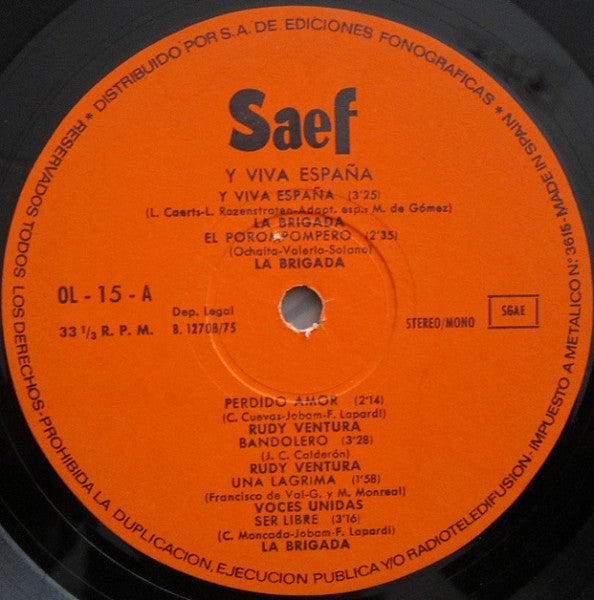 * DISTRIBUIDO POR S.A. DE EDICIONES FONOGRAFICAS * MADE IN SPAIN
Saef
Y VIVA ESPAÑA
Y VIVA ESPAÑA (3'25)
(L. Caerts-L. Rozenstraten-Adapt. esp. M. de Gómez)
LA BRIGADA
EL POROMPOMPERO (2'35)
(Ochaita-Valerio-Solano)
LA BRIGADA
OL - 15 - A
33 1/3 R. P. M.
Dep. Legal
B. 12708/75
STEREO/MONO
SGAE
PERDIDO AMOR (2'14)
(C. Cuevas-Jobam-F. Lapardi)
RUDY VENTURA
BANDOLERO (3'28)
(J. C. Calderón)
RUDY VENTURA
UNA LAGRIMA (1'58)
(Francisco de Val-G. y M. Monreal)
VOCES UNIDAS
SER LIBRE (3'16)
(C. Moncada-Jobam-F. Lapardi)
LA BRIGADA
RESERVADOS TODOS LOS DERECHOS-PROHIBIDA LA DUPLICACION, EJECUCION PUBLICA Y/O RADIOTELEDIFUSION-IMPUESTO A METALICO N.º 3615-